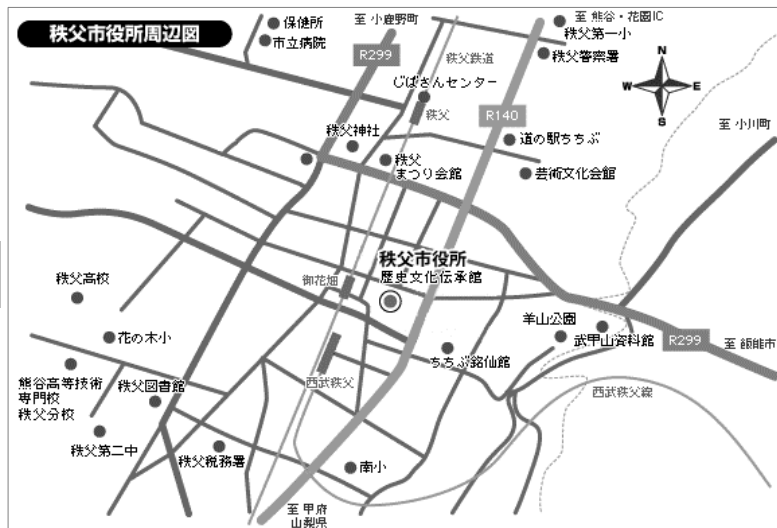 秩父市役所周辺図
保健所
市立病院
至 小鹿野町
至 熊谷・花園IC
秩父第一小
秩父警察署
R299
秩父鉄道
じばさんセンター
秩父
R140
N
W
E
S
至 小川町
道の駅ちちぶ
秩父神社
秩父
まつり会館
芸術文化会館
秩父市役所
歴史文化伝承館
御花畑
秩父高校
花の木小
羊山公園
武甲山資料館
R299
至 飯能市
ちちぶ銘仙館
熊谷高等技術
専門校
秩父分校
秩父図書館
西武秩父
西武秩父線
秩父第二中
秩父税務署
南小
至 甲府
山梨県